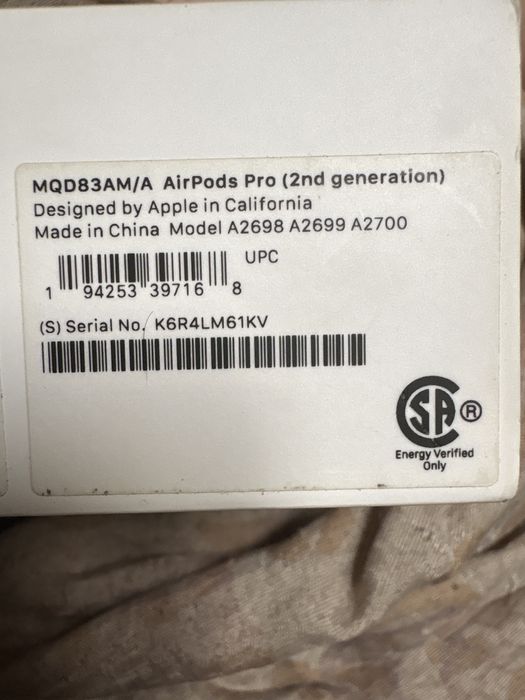 MQD83AM/A AirPods Pro (2nd generation)
Designed by Apple in California
Made in China Model A2698 A2699 A2700
UPC
1 94253 39716 8
(S) Serial No. K6R4LM61KV
SA ®
Energy Verified
Only